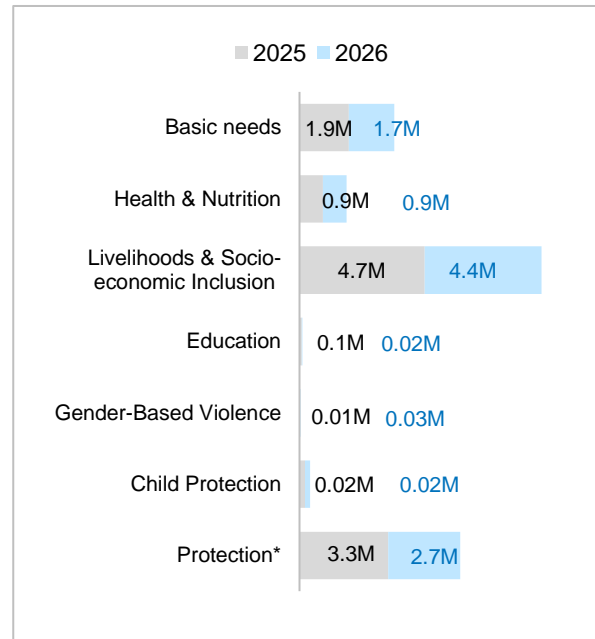 2025 2026
Basic needs 1.9M 1.7M
Health & Nutrition 0.9M 0.9M
Livelihoods & Socio-
economic Inclusion 4.7M 4.4M
Education 0.1M 0.02M
Gender-Based Violence 0.01M 0.03M
Child Protection 0.02M 0.02M
Protection* 3.3M 2.7M